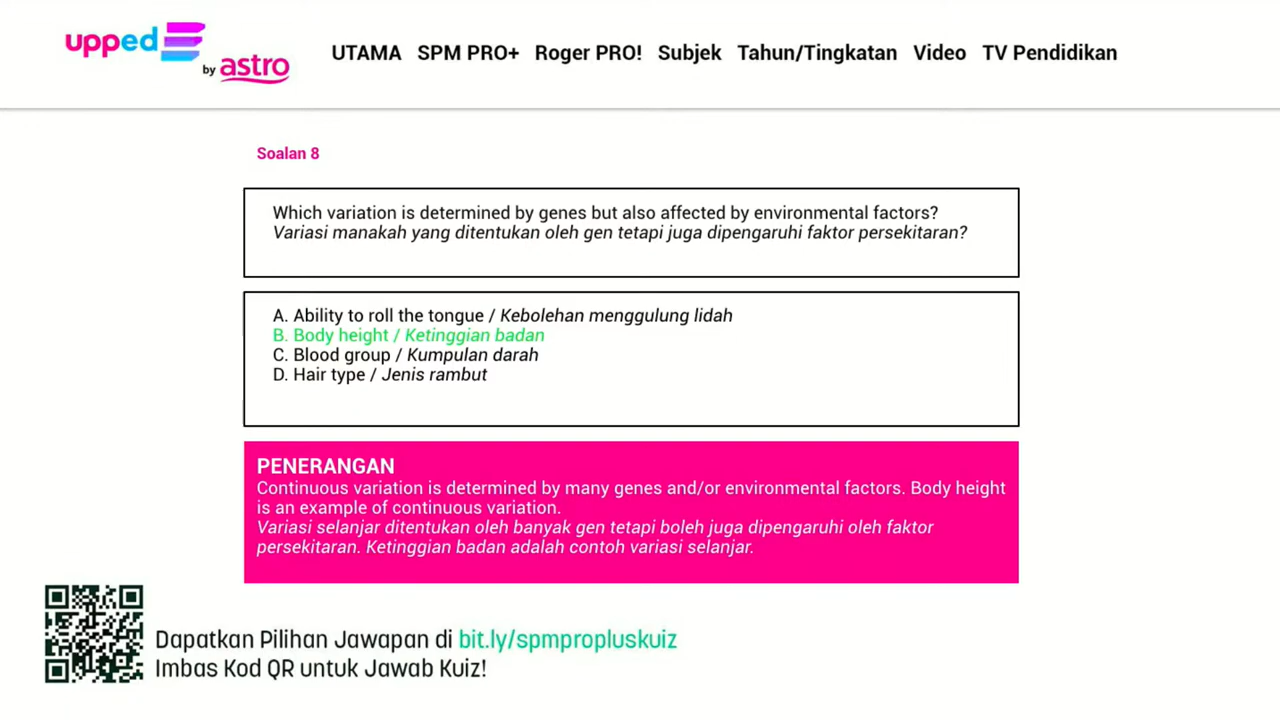 upped
by astro
UTAMA SPM PRO+ Roger PRO! Subjek Tahun/Tingkatan Video TV Pendidikan
Soalan 8
Which variation is determined by genes but also affected by environmental factors?
Variasi manakah yang ditentukan oleh gen tetapi juga dipengaruhi faktor persekitaran?
A. Ability to roll the tongue / Kebolehan menggulung lidah
B. Body height / Ketinggian badan
C. Blood group / Kumpulan darah
D. Hair type / Jenis rambut
PENERANGAN
Continuous variation is determined by many genes and/or environmental factors. Body height
is an example of continuous variation.
Variasi selanjar ditentukan oleh banyak gen tetapi boleh juga dipengaruhi oleh faktor
persekitaran. Ketinggian badan adalah contoh variasi selanjar.
Dapatkan Pilihan Jawapan di bit.ly/spmpropluskuiz
Imbas Kod QR untuk Jawab Kuiz!